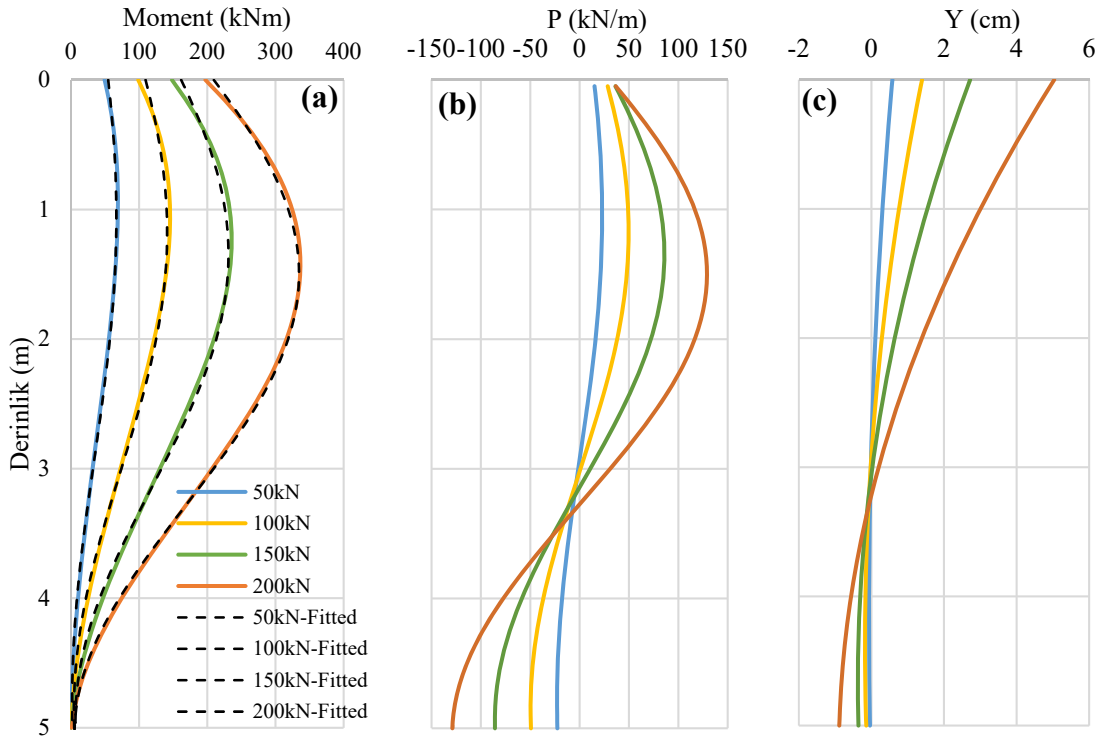 Moment (kNm)
0 100 200 300 400
P (kN/m)
-150 -100 -50 0 50 100 150
Y (cm)
-2 0 2 4 6
(a)
(b)
(c)
Derinlik (m)
0
1
2
3
4
5
50kN
100kN
150kN
200kN
50kN-Fitted
100kN-Fitted
150kN-Fitted
200kN-Fitted